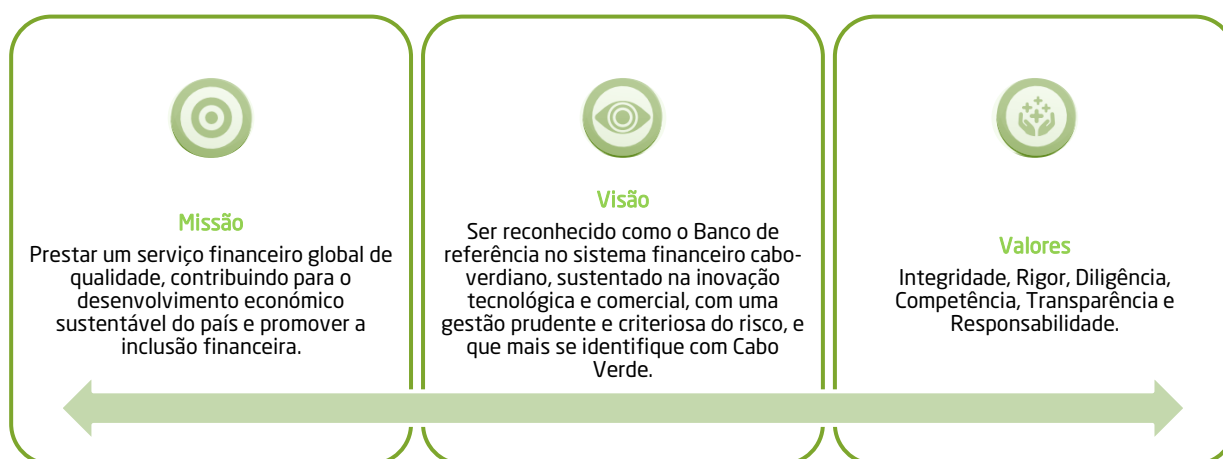 Missão
Prestar um serviço financeiro global de
qualidade, contribuindo para o
desenvolvimento económico
sustentável do país e promover a
inclusão financeira.
Visão
Ser reconhecido como o Banco de
referência no sistema financeiro cabo-
verdiano, sustentado na inovação
tecnológica e comercial, com uma
gestão prudente e criteriosa do risco, e
que mais se identifique com Cabo
Verde.
Valores
Integridade, Rigor, Diligência,
Competência, Transparência e
Responsabilidade.